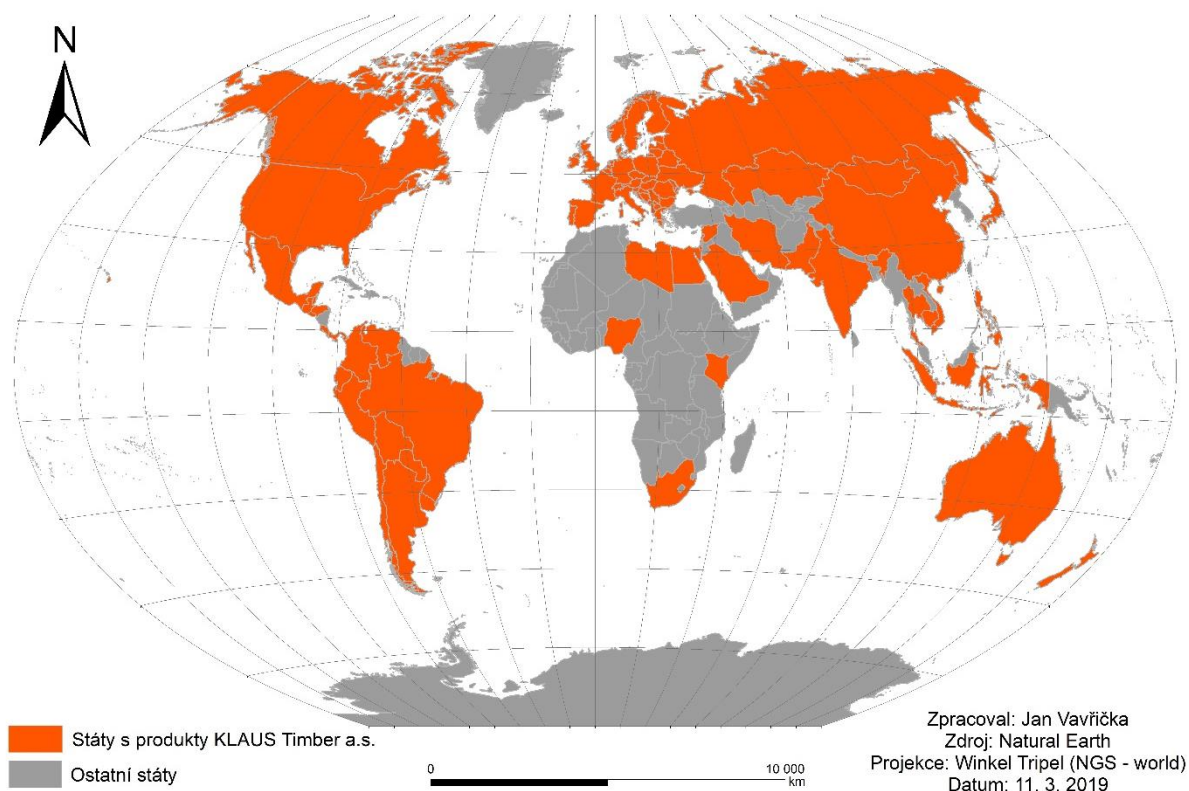 N
Státy s produkty KLAUS Timber a.s.
Ostatní státy
0 10 000
km
Zpracoval: Jan Vavřička
Zdroj: Natural Earth
Projekce: Winkel Tripel (NGS - world)
Datum: 11. 3. 2019